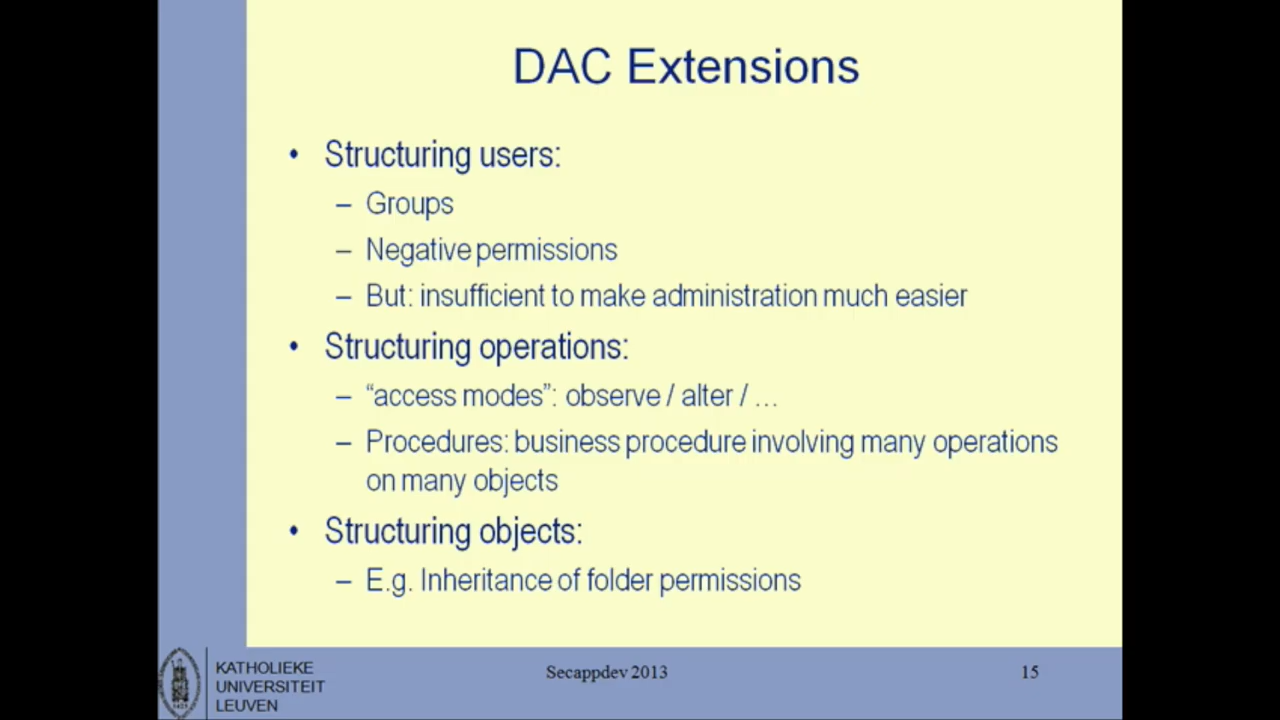 DAC Extensions
• Structuring users:
– Groups
– Negative permissions
– But: insufficient to make administration much easier
• Structuring operations:
– “access modes”: observe / alter / …
– Procedures: business procedure involving many operations
on many objects
• Structuring objects:
– E.g. Inheritance of folder permissions
KATHOLIEKE
UNIVERSITEIT
LEUVEN
Secappdev 2013
15